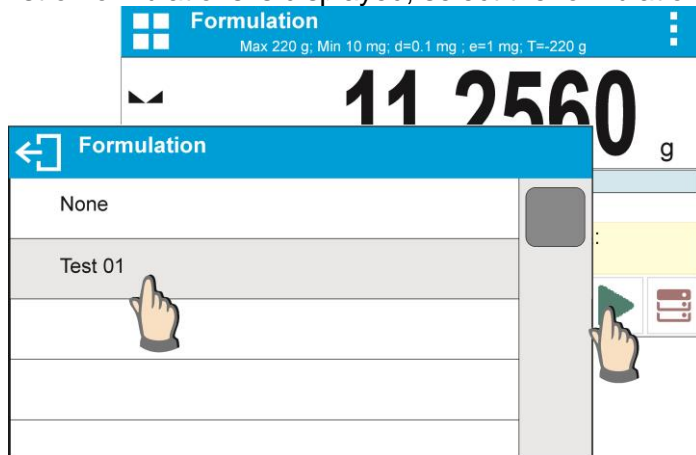 Formulation
Max 220 g; Min 10 mg; d=0.1 mg ; e=1 mg; T=-220 g
11.2560 g
Formulation
None
:
Test 01